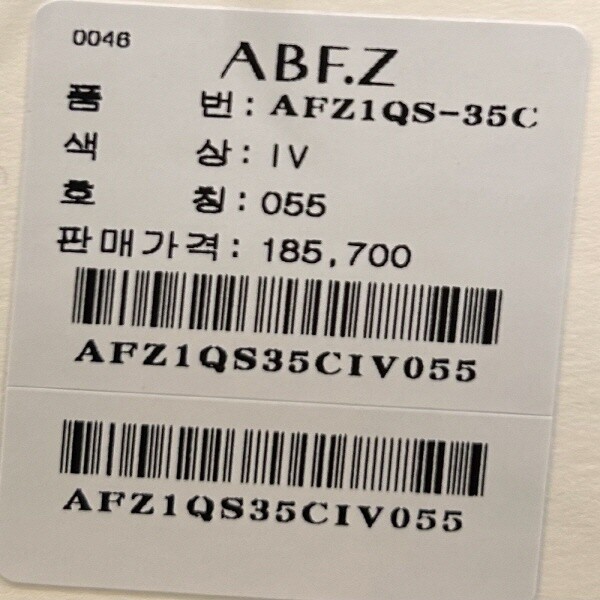 0046
ABF.Z
품 번 : AFZ1QS-35C
색 상 : IV
호 칭 : 055
판매가격 : 185,700
AFZ1QS35CIV055
AFZ1QS35CIV055